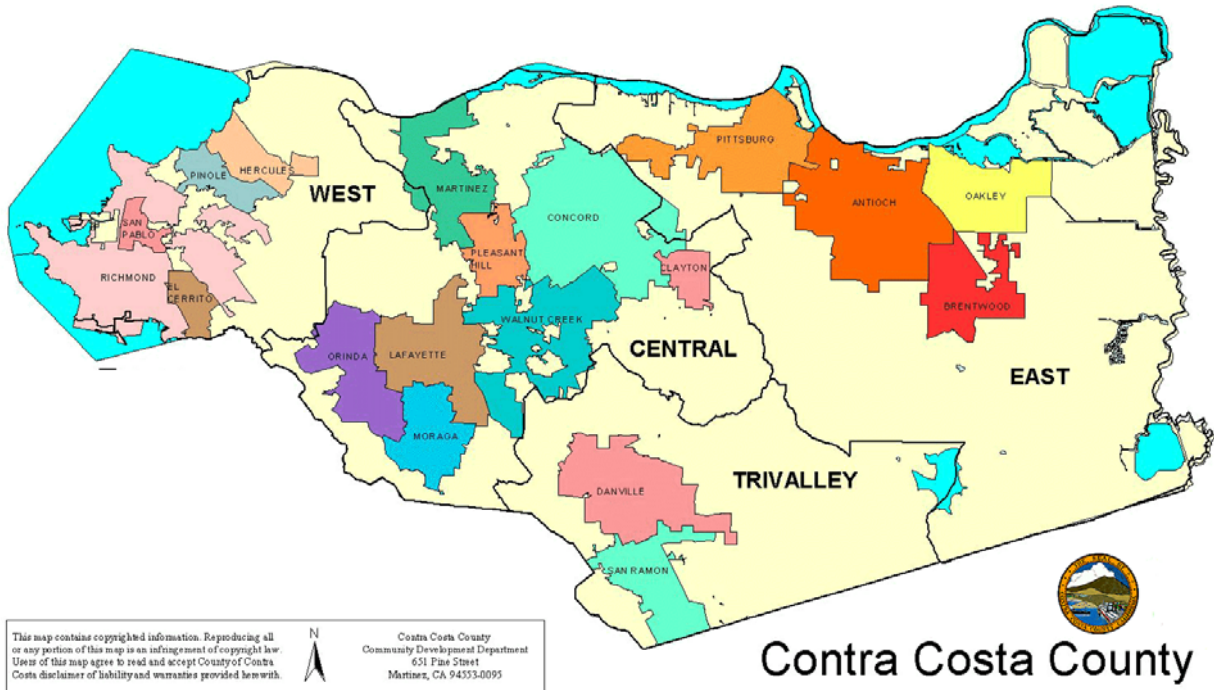 PITTSBURG
MARTINEZ
HERCULES
PINOLE
WEST
ANTIOCH
OAKLEY
CONCORD
SAN
PABLO
PLEASANT
HILL
CLAYTON
RICHMOND
EL
CERRITO
BRENTWOOD
WALNUT CREEK
CENTRAL
ORINDA
LAFAYETTE
EAST
MORAGA
TRIVALLEY
DANVILLE
SAN RAMON
This map contains copyrighted information. Reproducing all
or any portion of this map is an infringement of copyright law.
Users of this map agree to read and accept County of Contra
Costa disclaimer of liability and warranties provided herewith.
N
Contra Costa County
Community Development Department
651 Pine Street
Martinez, CA 94553-0095
Contra Costa County